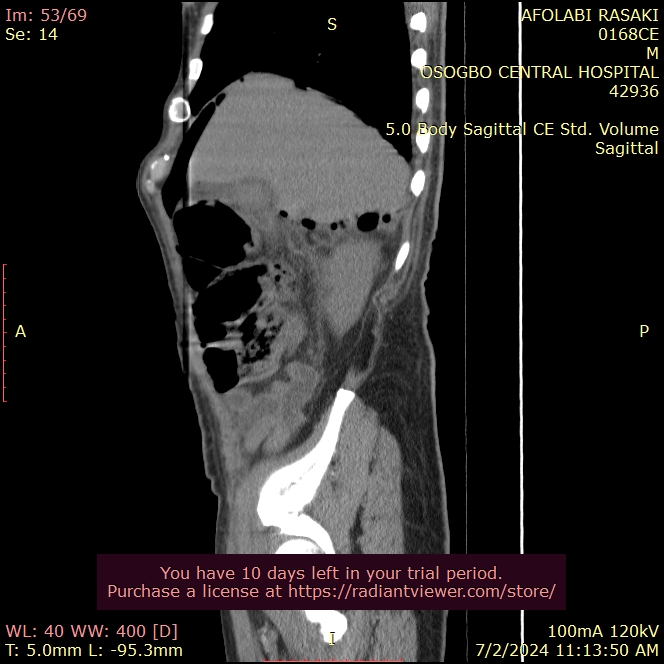 Im: 53/69
Se: 14
S
AFOLABI RASAKI
0168CE
M
OSOGBO CENTRAL HOSPITAL
42936
5.0 Body Sagittal CE Std. Volume
Sagittal
A
P
You have 10 days left in your trial period.
Purchase a license at https://radiantviewer.com/store/
WL: 40 WW: 400 [D]
T: 5.0mm L: -95.3mm
I
100mA 120kV
7/2/2024 11:13:50 AM